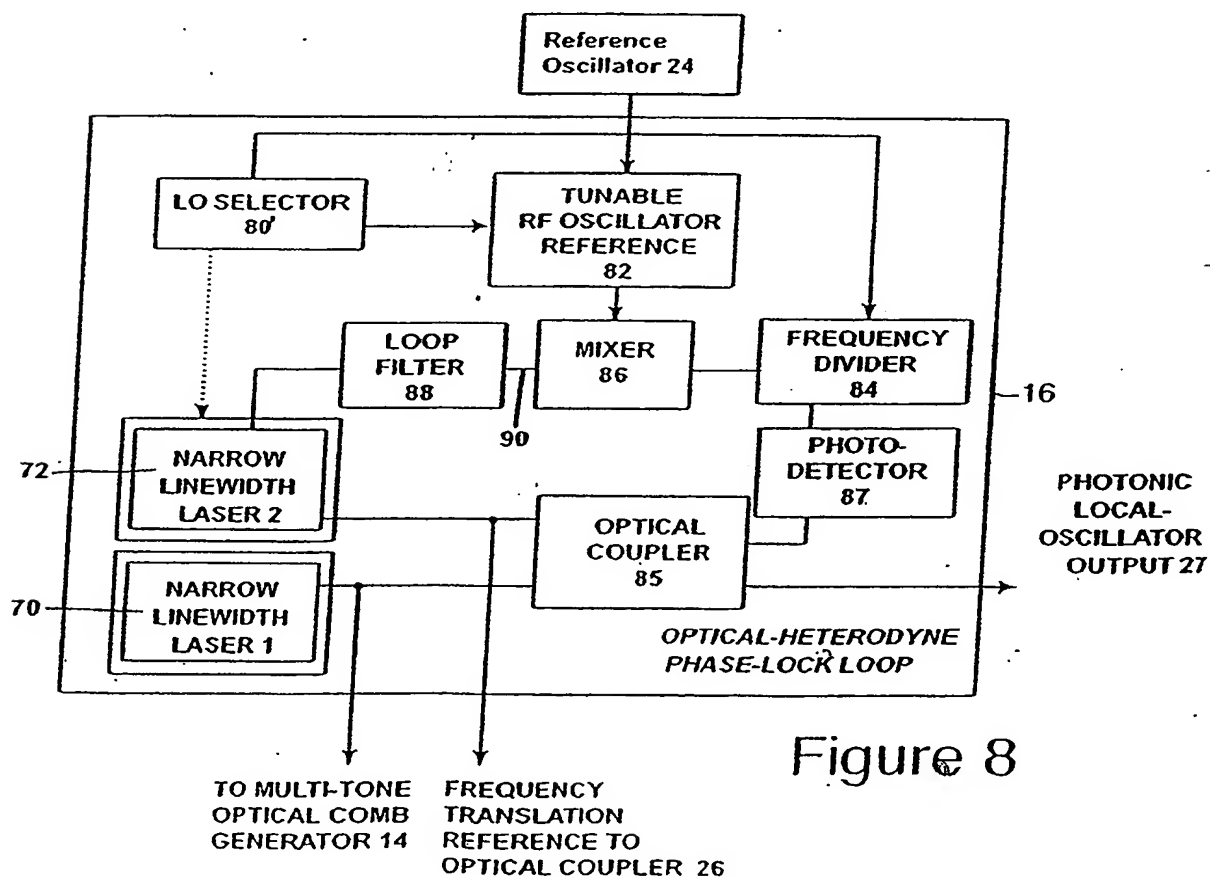 Reference
Oscillator 24
LO SELECTOR
80'
TUNABLE
RF OSCILLATOR
REFERENCE
82
LOOP
FILTER
88
MIXER
86
FREQUENCY
DIVIDER
84
16
90
72
NARROW
LINEWIDTH
LASER 2
PHOTO-
DETECTOR
87
PHOTONIC
LOCAL-
OSCILLATOR
OUTPUT 27
OPTICAL
COUPLER
85
70
NARROW
LINEWIDTH
LASER 1
OPTICAL-HETERODYNE
PHASE-LOCK LOOP
Figure 8
TO MULTI-TONE
OPTICAL COMB
GENERATOR 14
FREQUENCY
TRANSLATION
REFERENCE TO
OPTICAL COUPLER 26